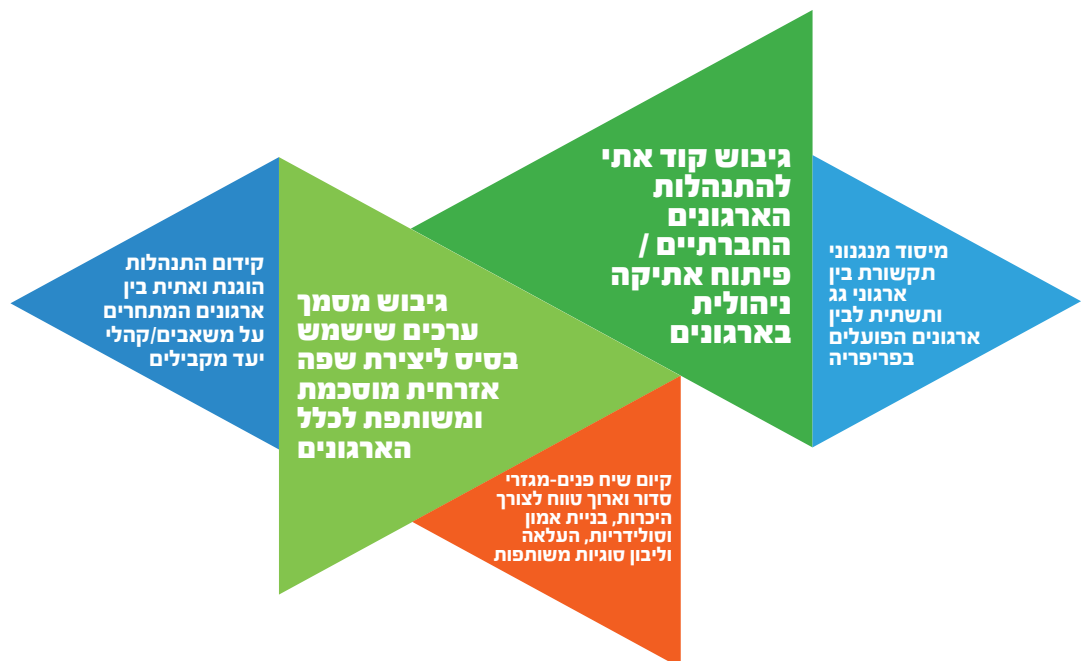 גיבוש קוד אתי
להתנהלות
הארגונים
החברתיים /
פיתוח אתיקה
ניהולית
בארגונים
מיסוד מנגנוני
תקשורת בין
ארגוני גג
ותשתית לבין
ארגונים הפועלים
בפריפריה
גיבוש מסמך
ערכים שישמש
בסיס ליצירת שפה
אזרחית מוסכמת
ומשותפת לכלל
הארגונים
קידום התנהלות
הוגנת ואתית בין
ארגונים המתחרים
על משאבים/קהלי
יעד מקבילים
קיום שיח פנים-מגזרי
סדור וארוך טווח לצורך
היכרות, בניית אמון
וסולידריות, העלאה
וליבון סוגיות משותפות